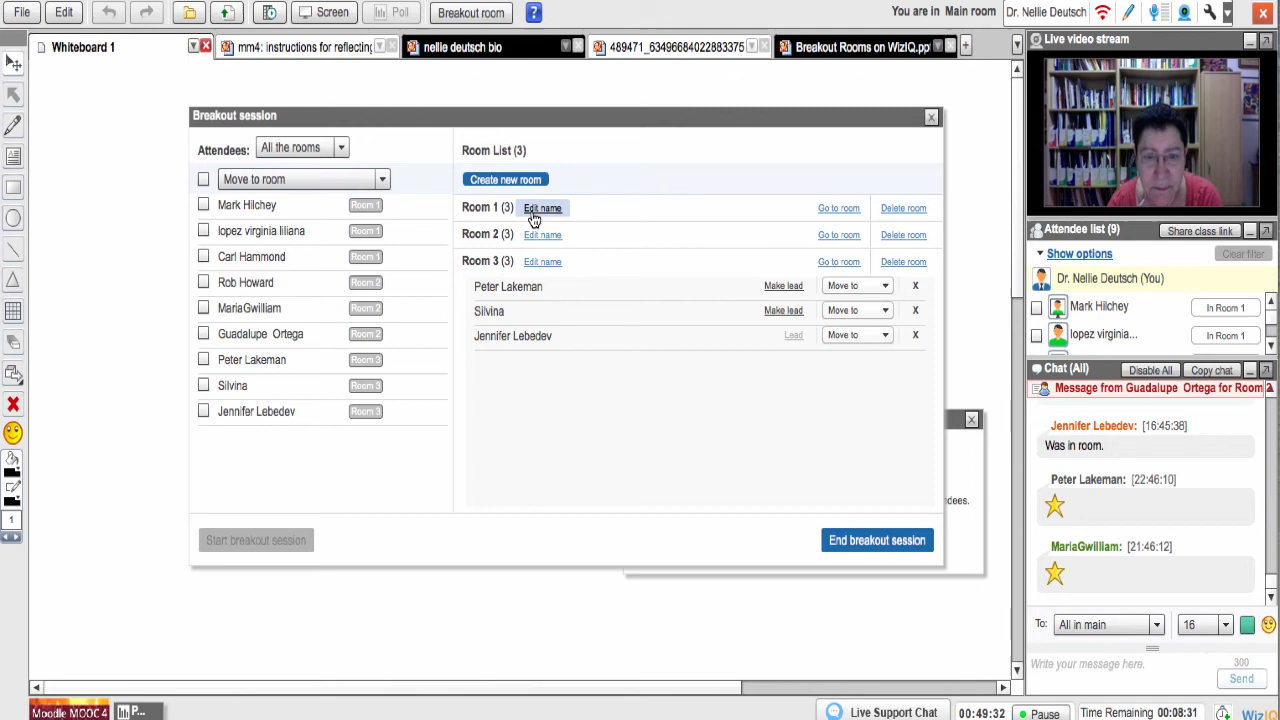 File Edit Screen Poll Breakout room ? You are in Main room Dr. Nellie Deutsch
Whiteboard 1 mm4: instructions for reflecting nellie deutsch bio 489471_63496684022883375 Breakout Rooms on WizIQ.ppt
Breakout session
Attendees: All the rooms
Move to room
Mark Hilchey Room 1
lopez virginia liliana Room 1
Carl Hammond Room 1
Rob Howard Room 2
MariaGwilliam Room 2
Guadalupe Ortega Room 2
Peter Lakeman Room 3
Silvina Room 3
Jennifer Lebedev Room 3
Start breakout session
Room List (3)
Create new room
Room 1 (3) Edit name Go to room Delete room
Room 2 (3) Edit name Go to room Delete room
Room 3 (3) Edit name Go to room Delete room
Peter Lakeman Make lead Move to X
Silvina Make lead Move to X
Jennifer Lebedev Lead Move to X
End breakout session
dees.
1
Live video stream
Attendee list (9) Share class link
Show options Clear filter
Dr. Nellie Deutsch (You)
Mark Hilchey In Room 1
lopez virginia... In Room 1
Chat (All) Disable All Copy chat
Message from Guadalupe Ortega for Room
Jennifer Lebedev: [16:45:38]
Was in room.
Peter Lakeman: [22:46:10]
MariaGwilliam: [21:46:12]
To: All in main 16
Write your message here. 300
Send
Moodle MOOC 4 P... Live Support Chat 00:49:32 Pause Time Remaining 00:08:31 WizIQ